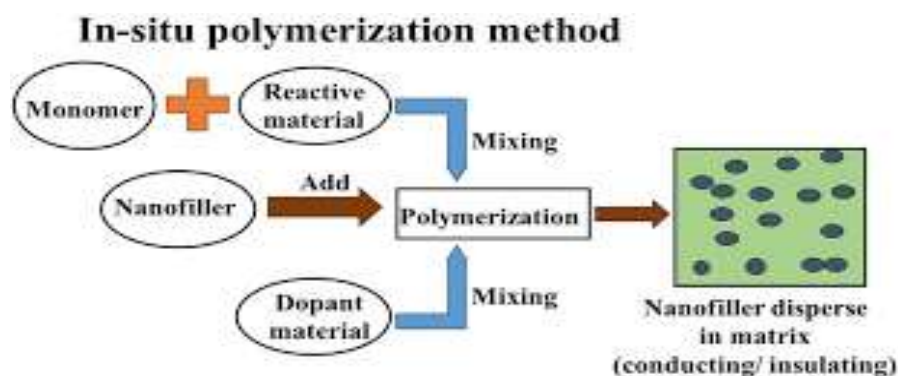 In-situ polymerization method
Monomer
Reactive
material
Mixing
Add
Nanofiller
Polymerization
Mixing
Dopant
material
Nanofiller disperse
in matrix
(conducting/ insulating)